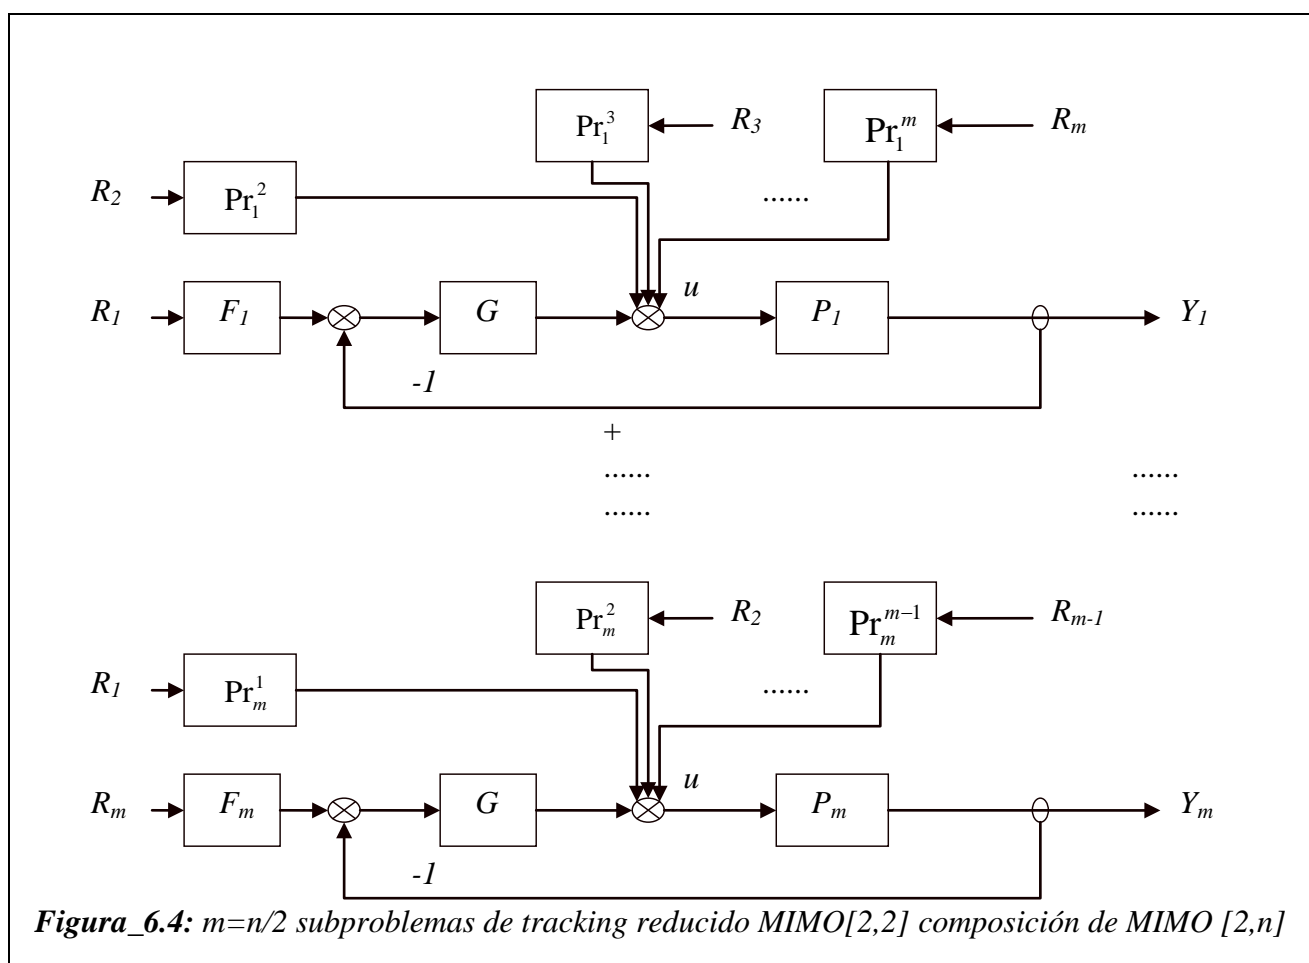 Pr₁³ R₃ Pr₁ᵐ Rₘ
R₂ Pr₁² ......
R₁ F₁ G u P₁ Y₁
-1
+
...... ......
...... ......
Prₘ² R₂ Prₘᵐ⁻¹ Rₘ₋₁
R₁ Prₘ¹ ......
Rₘ Fₘ G u Pₘ Yₘ
-1
Figura_6.4: m=n/2 subproblemas de tracking reducido MIMO[2,2] composición de MIMO [2,n]